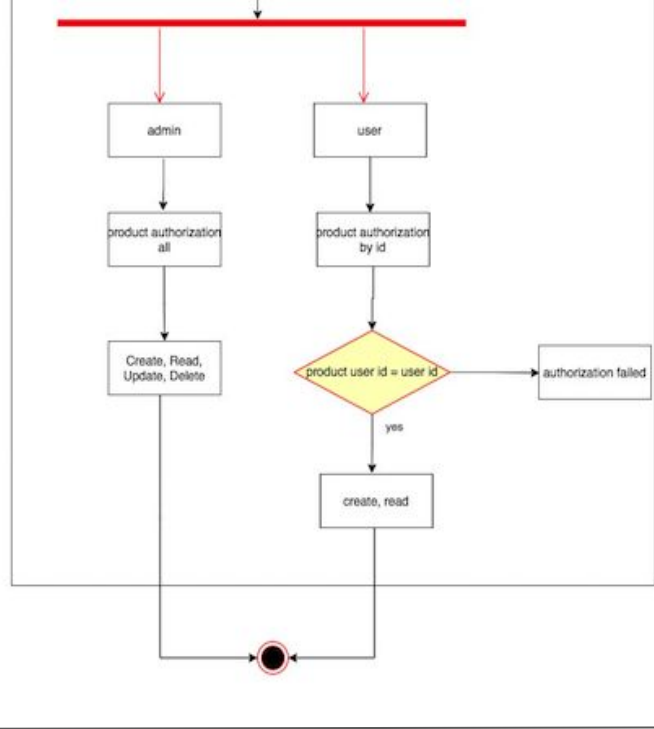 admin
user
product authorization
all
product authorization
by id
Create, Read,
Update, Delete
product user id = user id
authorization failed
yes
create, read